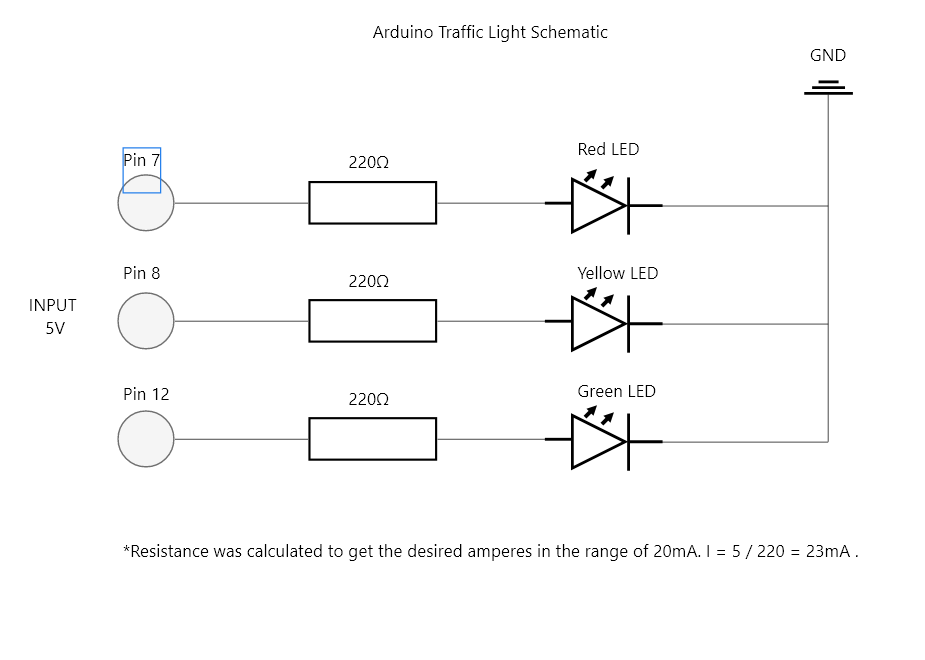 Arduino Traffic Light Schematic
GND
Pin 7
220Ω
Red LED
Pin 8
220Ω
Yellow LED
INPUT
5V
Pin 12
220Ω
Green LED
*Resistance was calculated to get the desired amperes in the range of 20mA. I = 5 / 220 = 23mA .